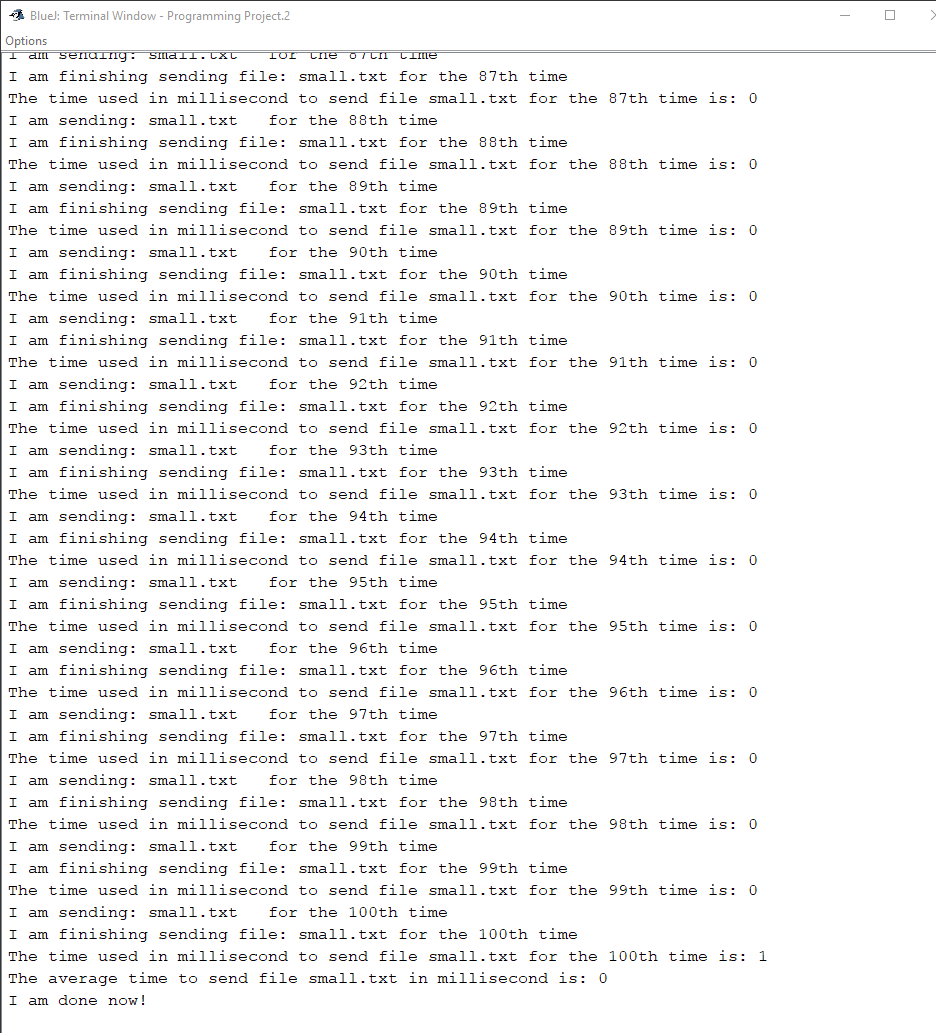 BlueJ: Terminal Window - Programming Project.2
Options
I am sending: small.txt   for the 87th time
I am finishing sending file: small.txt for the 87th time
The time used in millisecond to send file small.txt for the 87th time is: 0
I am sending: small.txt   for the 88th time
I am finishing sending file: small.txt for the 88th time
The time used in millisecond to send file small.txt for the 88th time is: 0
I am sending: small.txt   for the 89th time
I am finishing sending file: small.txt for the 89th time
The time used in millisecond to send file small.txt for the 89th time is: 0
I am sending: small.txt   for the 90th time
I am finishing sending file: small.txt for the 90th time
The time used in millisecond to send file small.txt for the 90th time is: 0
I am sending: small.txt   for the 91th time
I am finishing sending file: small.txt for the 91th time
The time used in millisecond to send file small.txt for the 91th time is: 0
I am sending: small.txt   for the 92th time
I am finishing sending file: small.txt for the 92th time
The time used in millisecond to send file small.txt for the 92th time is: 0
I am sending: small.txt   for the 93th time
I am finishing sending file: small.txt for the 93th time
The time used in millisecond to send file small.txt for the 93th time is: 0
I am sending: small.txt   for the 94th time
I am finishing sending file: small.txt for the 94th time
The time used in millisecond to send file small.txt for the 94th time is: 0
I am sending: small.txt   for the 95th time
I am finishing sending file: small.txt for the 95th time
The time used in millisecond to send file small.txt for the 95th time is: 0
I am sending: small.txt   for the 96th time
I am finishing sending file: small.txt for the 96th time
The time used in millisecond to send file small.txt for the 96th time is: 0
I am sending: small.txt   for the 97th time
I am finishing sending file: small.txt for the 97th time
The time used in millisecond to send file small.txt for the 97th time is: 0
I am sending: small.txt   for the 98th time
I am finishing sending file: small.txt for the 98th time
The time used in millisecond to send file small.txt for the 98th time is: 0
I am sending: small.txt   for the 99th time
I am finishing sending file: small.txt for the 99th time
The time used in millisecond to send file small.txt for the 99th time is: 0
I am sending: small.txt   for the 100th time
I am finishing sending file: small.txt for the 100th time
The time used in millisecond to send file small.txt for the 100th time is: 1
The average time to send file small.txt in millisecond is: 0
I am done now!